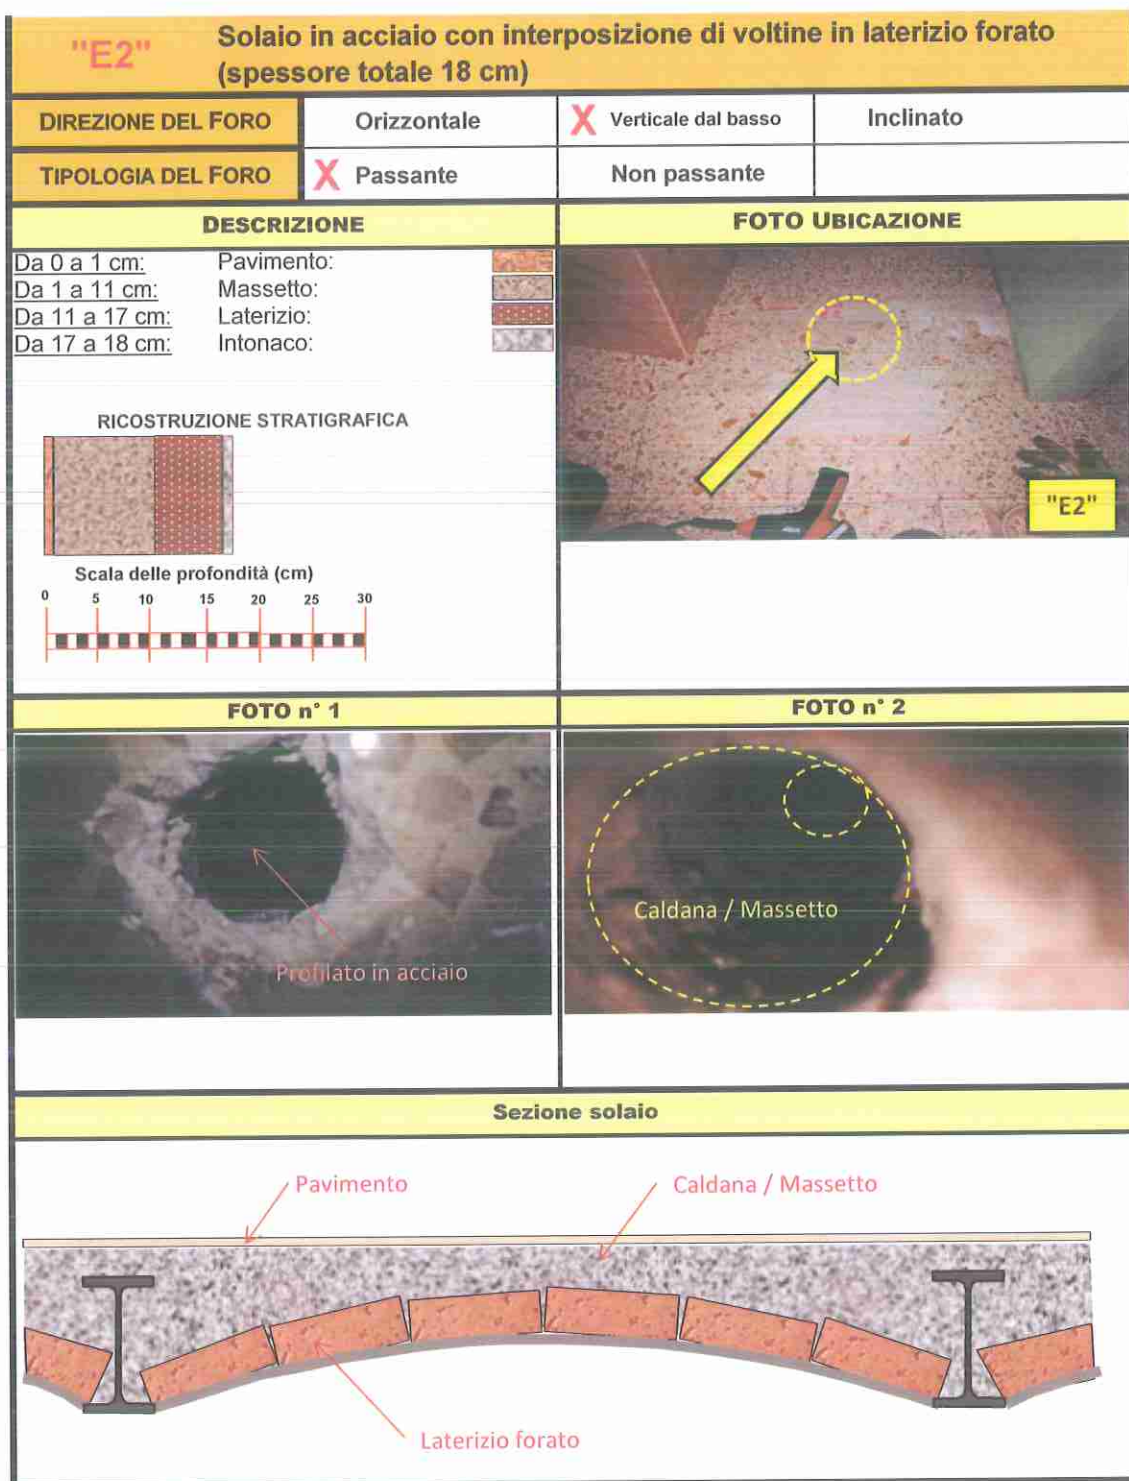 "E2"
Solaio in acciaio con interposizione di voltine in laterizio forato
(spessore totale 18 cm)
DIREZIONE DEL FORO
Orizzontale
X Verticale dal basso
Inclinato
TIPOLOGIA DEL FORO
X Passante
Non passante
DESCRIZIONE
Da 0 a 1 cm: Pavimento:
Da 1 a 11 cm: Massetto:
Da 11 a 17 cm: Laterizio:
Da 17 a 18 cm: Intonaco:
RICOSTRUZIONE STRATIGRAFICA
Scala delle profondità (cm)
0 5 10 15 20 25 30
FOTO UBICAZIONE
"E2"
FOTO n° 1
Profilato in acciaio
FOTO n° 2
Caldana / Massetto
Sezione solaio
Pavimento
Caldana / Massetto
Laterizio forato